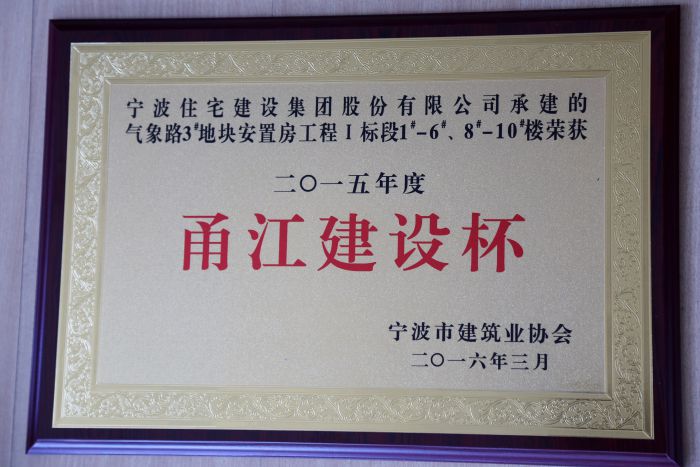 宁波住宅建设集团股份有限公司承建的
气象路3#地块安置房工程Ⅰ标段1#-6#、8#-10#楼荣获
二〇一五年度
甬江建设杯
宁波市建筑业协会
二〇一六年三月